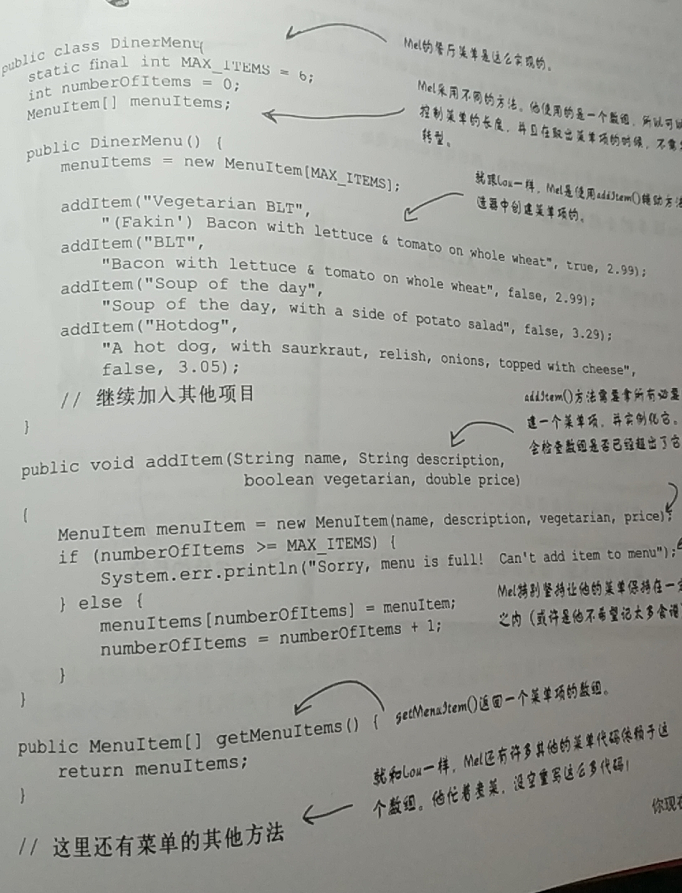 public class DinerMenu
Mel的餐厅菜单是这么实现的。
static final int MAX_ITEMS = 6;
int numberOfItems = 0;
MenuItem[] menuItems;
Mel采用不同的方法。他使用的是一个数组，所以可以
控制菜单的长度，并且在取出菜单项的时候，不需
转型。
public DinerMenu() {
menuItems = new MenuItem[MAX_ITEMS];
就跟Lou一样，Mel是使用addItem()辅助方法
造器中创建菜单项的。
addItem("Vegetarian BLT",
"(Fakin') Bacon with lettuce & tomato on whole wheat", true, 2.99);
addItem("BLT",
"Bacon with lettuce & tomato on whole wheat", false, 2.99);
addItem("Soup of the day",
"Soup of the day, with a side of potato salad", false, 3.29);
addItem("Hotdog",
"A hot dog, with saurkraut, relish, onions, topped with cheese",
false, 3.05);
// 继续加入其他项目
}
addItem()方法需要拿所有必要
建一个菜单项，并实例化它。
会检查数组是否已经超出了它
public void addItem(String name, String description,
boolean vegetarian, double price)
{
MenuItem menuItem = new MenuItem(name, description, vegetarian, price);
if (numberOfItems >= MAX_ITEMS) {
System.err.println("Sorry, menu is full! Can't add item to menu");
} else {
menuItems[numberOfItems] = menuItem;
numberOfItems = numberOfItems + 1;
}
}
Mel特别坚持让他的菜单保持在一
之内（或许是他不希望记太多食谱
public MenuItem[] getMenuItems() {
getMenuItem()返回一个菜单项的数组。
return menuItems;
}
就和Lou一样，Mel还有许多其他的菜单代码依赖于这
个数组。他忙着煮菜，没空重写这么多代码！
// 这里还有菜单的其他方法
你现在